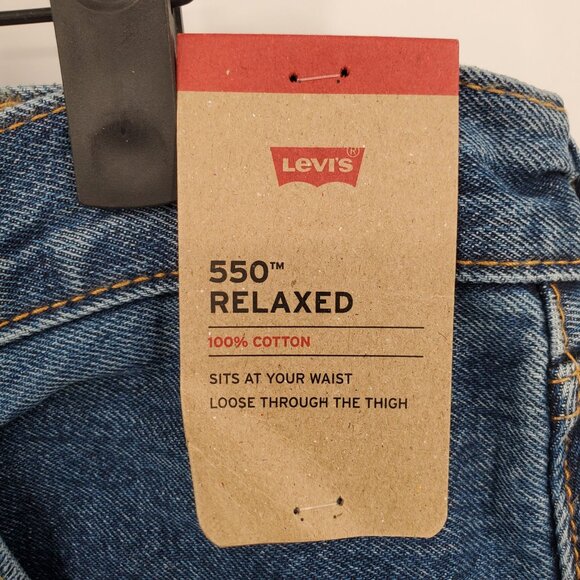 LEVI'S®
550™
RELAXED
100% COTTON
SITS AT YOUR WAIST
LOOSE THROUGH THE THIGH